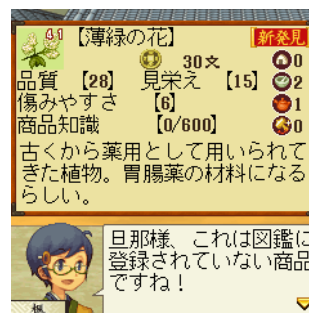 41 【薄緑の花】 新発見
30文 0
品質 【28】 見栄え 【15】 2
傷みやすさ 【6】 1
商品知識 【0/600】 0
古くから薬用として用いられて
きた植物。胃腸薬の材料になる
らしい。
旦那様、これは図鑑に
登録されていない商品
ですね！
楓